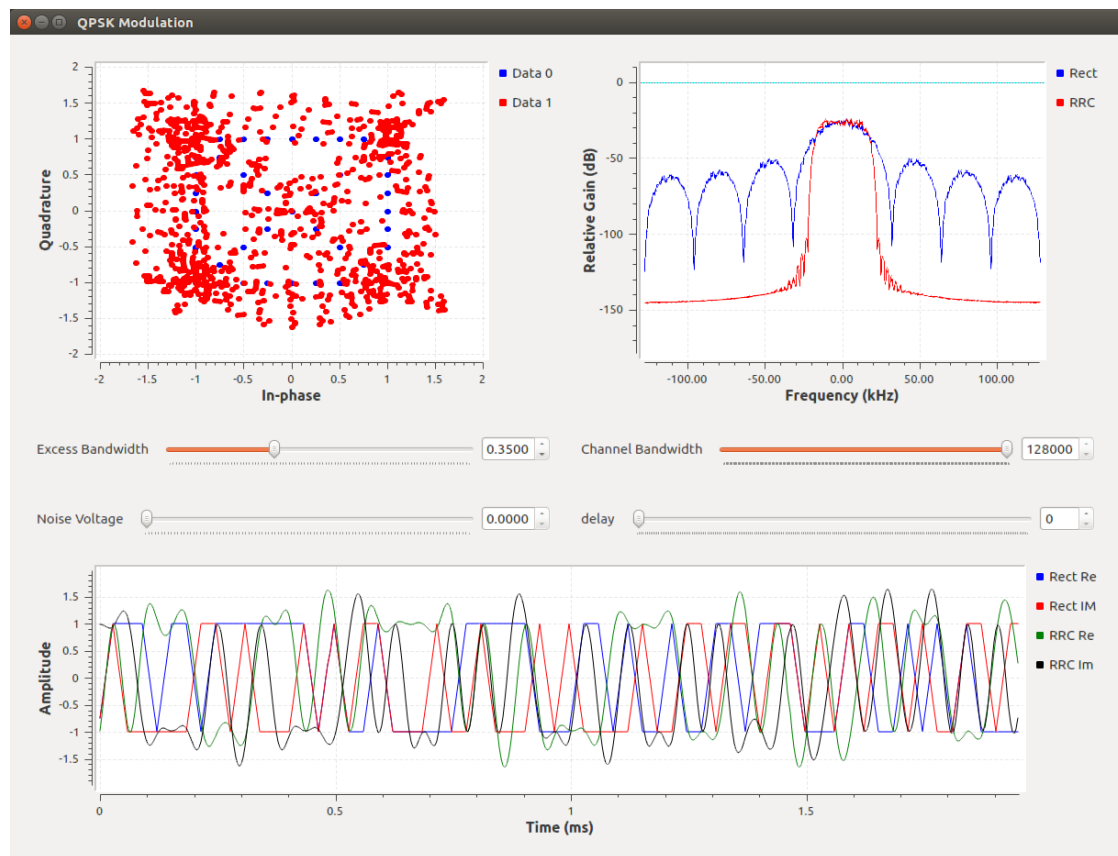 QPSK Modulation
2
1.5
1
0.5
0
-0.5
-1
-1.5
-2
Quadrature
-2
-1.5
-1
-0.5
0
0.5
1
1.5
2
In-phase
Data 0
Data 1
0
-50
-100
-150
Relative Gain (dB)
-100.00
-50.00
0.00
50.00
100.00
Frequency (kHz)
Rect
RRC
Excess Bandwidth
0.3500
Channel Bandwidth
128000
Noise Voltage
0.0000
delay
0
1.5
1
0.5
0
-0.5
-1
-1.5
Amplitude
0
0.5
1
1.5
Time (ms)
Rect Re
Rect IM
RRC Re
RRC Im